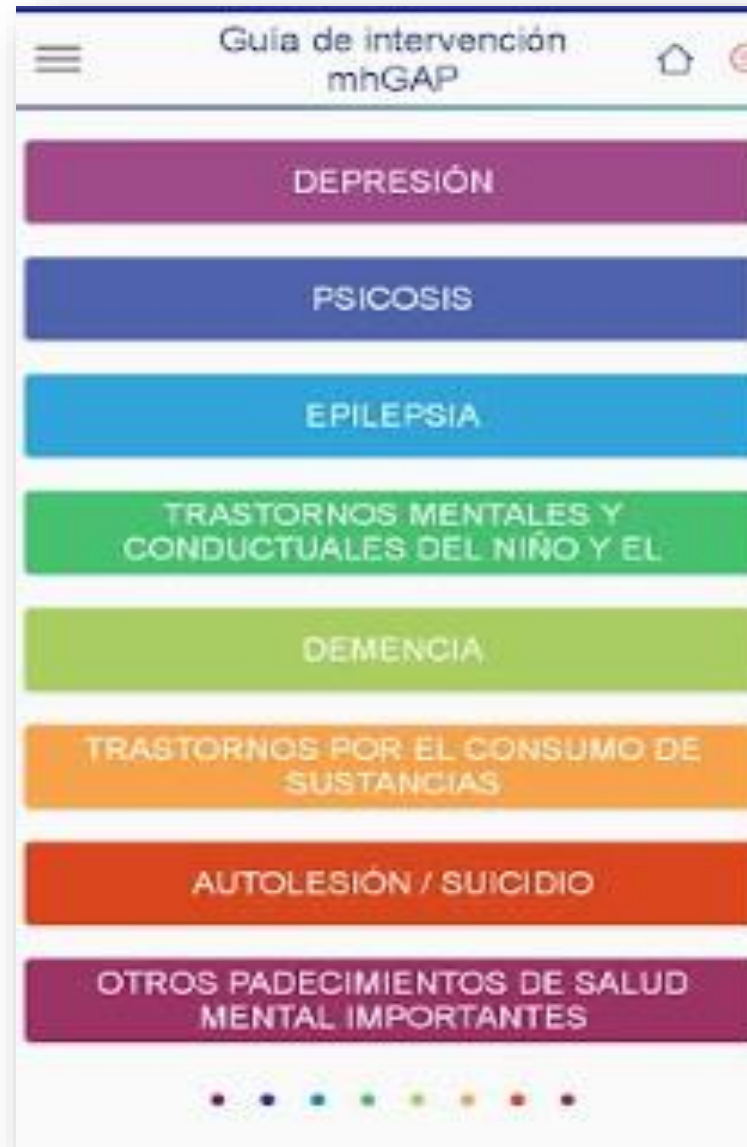 Guía de intervención
mhGAP
DEPRESIÓN
PSICOSIS
EPILEPSIA
TRASTORNOS MENTALES Y
CONDUCTUALES DEL NIÑO Y EL
DEMENCIA
TRASTORNOS POR EL CONSUMO DE
SUSTANCIAS
AUTOLESIÓN / SUICIDIO
OTROS PADECIMIENTOS DE SALUD
MENTAL IMPORTANTES